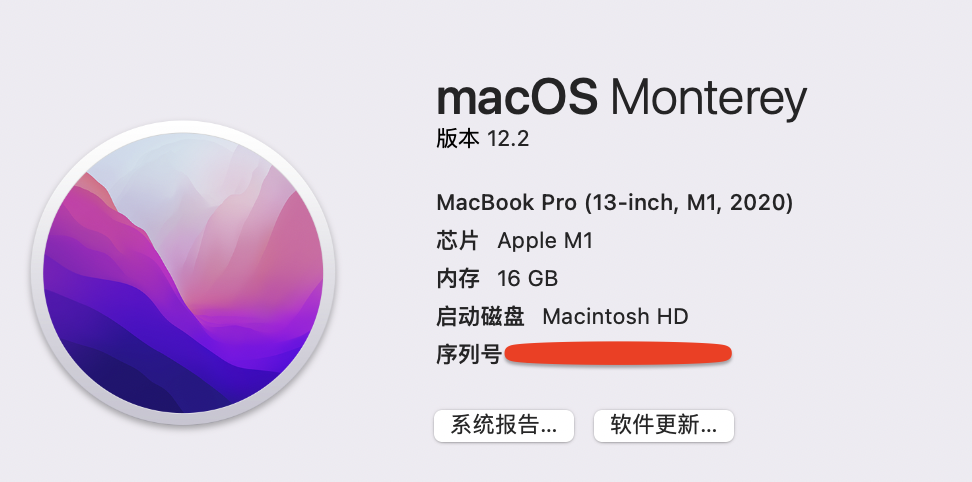 macOS Monterey
版本 12.2
MacBook Pro (13-inch, M1, 2020)
芯片 Apple M1
内存 16 GB
启动磁盘 Macintosh HD
序列号
系统报告...
软件更新...